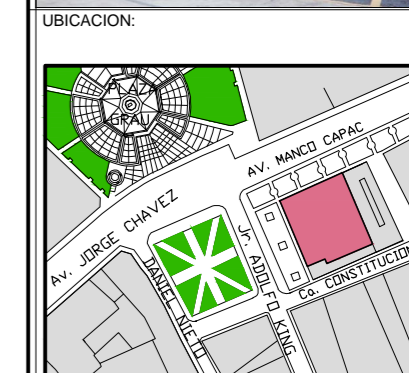 UBICACION:
PLAZA
GRAU
AV. MANCO CAPAC
Av. JORGE CHAVEZ
Jr. ADOLFO KING
DANIEL NIETO
Ca. CONSTITUCION